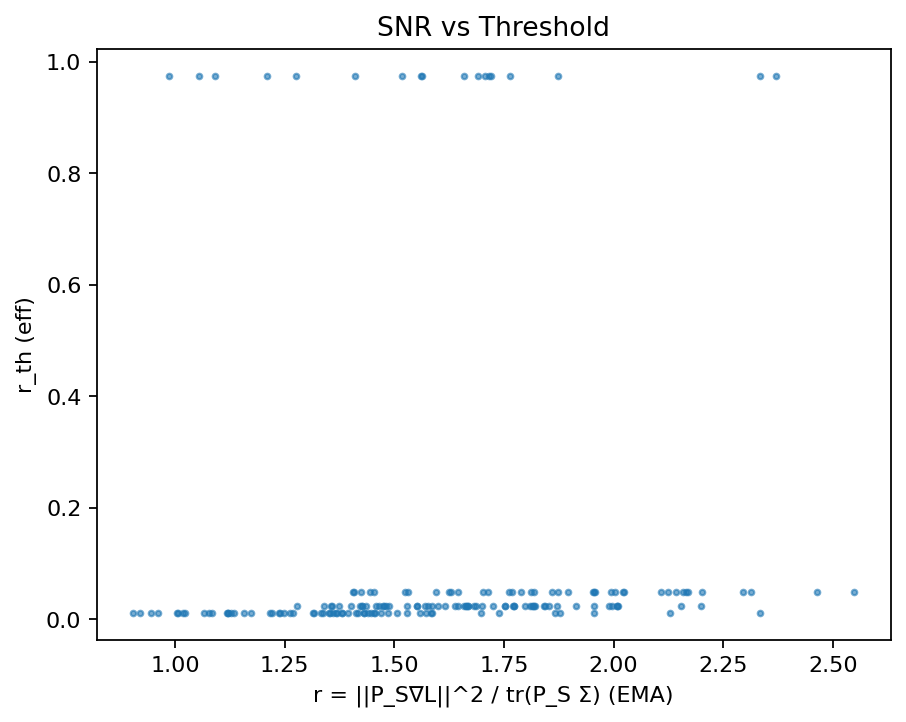 SNR vs Threshold
1.0
0.8
0.6
0.4
0.2
0.0
r_th (eff)
1.00 1.25 1.50 1.75 2.00 2.25 2.50
r = ||P_S∇L||^2 / tr(P_S Σ) (EMA)